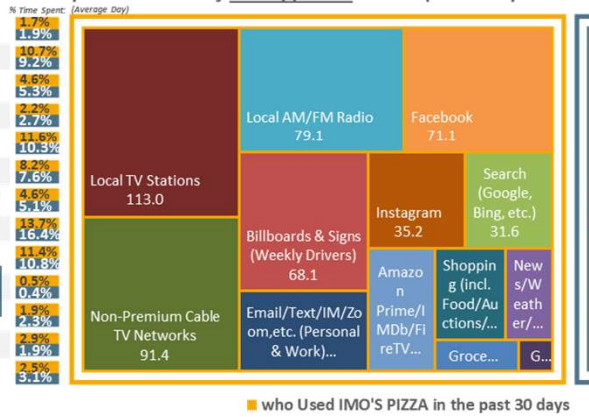 % Time Spent: (Average Day)
1.7%
1.9%
10.7%
9.2%
4.6%
5.3%
2.2%
2.7%
11.6%
10.3%
8.2%
7.6%
4.6%
5.1%
13.7%
16.4%
11.4%
10.8%
0.5%
0.4%
1.9%
2.3%
2.9%
1.9%
2.5%
3.1%
Local TV Stations
113.0
Non-Premium Cable
TV Networks
91.4
Local AM/FM Radio
79.1
Facebook
71.1
Billboards & Signs
(Weekly Drivers)
68.1
Instagram
35.2
Search
(Google,
Bing, etc.)
31.6
Email/Text/IM/Zo
om,etc. (Personal
& Work)...
Amazo
n
Prime/I
MDb/Fi
reTV...
Shoppin
g (incl.
Food/Au
ctions/...
New
s/W
eath
er/...
Groce...
G...
who Used IMO'S PIZZA in the past 30 days